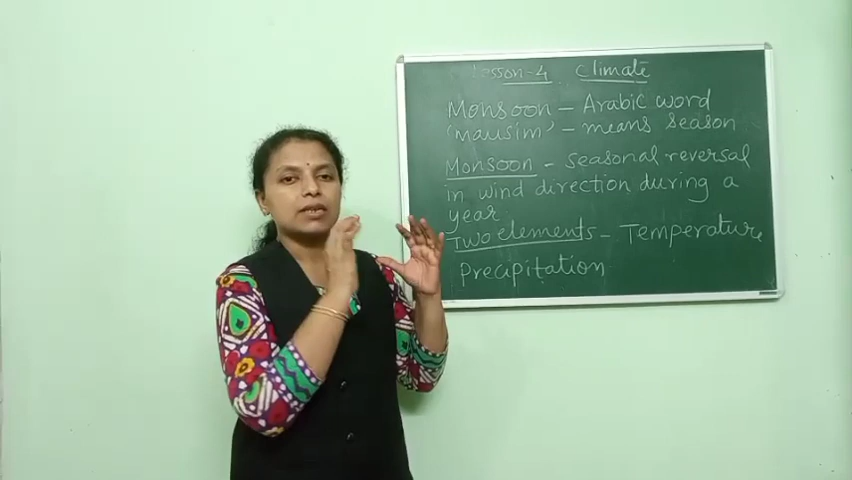 Lesson-4 Climate
Monsoon - Arabic word
'mausim' - means season
Monsoon - seasonal reversal
in wind direction during a
year
Two elements - Temperature
Precipitation